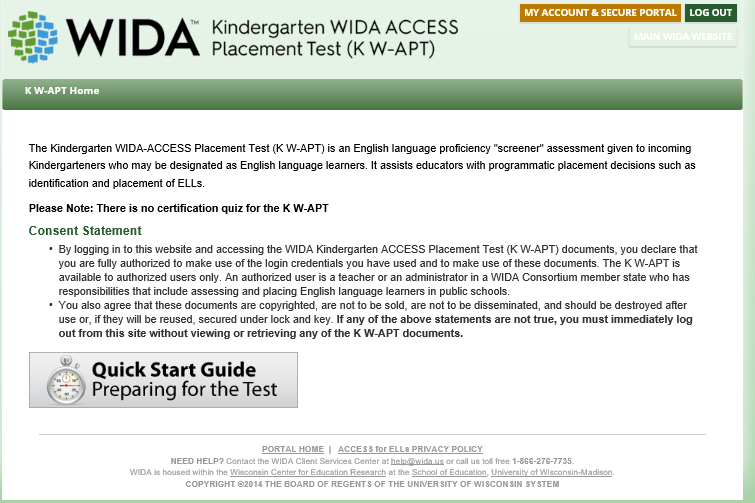 MY ACCOUNT & SECURE PORTAL LOG OUT
MAIN WIDA WEBSITE
WIDA™ Kindergarten WIDA ACCESS
Placement Test (K W-APT)
K W-APT Home
The Kindergarten WIDA-ACCESS Placement Test (K W-APT) is an English language proficiency "screener" assessment given to incoming
Kindergarteners who may be designated as English language learners. It assists educators with programmatic placement decisions such as
identification and placement of ELLs.
Please Note: There is no certification quiz for the K W-APT
Consent Statement
• By logging in to this website and accessing the WIDA Kindergarten ACCESS Placement Test (K W-APT) documents, you declare that
you are fully authorized to make use of the login credentials you have used and to make use of these documents. The K W-APT is
available to authorized users only. An authorized user is a teacher or an administrator in a WIDA Consortium member state who has
responsibilities that include assessing and placing English language learners in public schools.
• You also agree that these documents are copyrighted, are not to be sold, are not to be disseminated, and should be destroyed after
use or, if they will be reused, secured under lock and key. If any of the above statements are not true, you must immediately log
out from this site without viewing or retrieving any of the K W-APT documents.
Quick Start Guide
Preparing for the Test
PORTAL HOME | ACCESS for ELLs PRIVACY POLICY
NEED HELP? Contact the WIDA Client Services Center at help@wida.us or call us toll free 1-866-276-7735.
WIDA is housed within the Wisconsin Center for Education Research at the School of Education, University of Wisconsin-Madison.
COPYRIGHT ©2014 THE BOARD OF REGENTS OF THE UNIVERSITY OF WISCONSIN SYSTEM